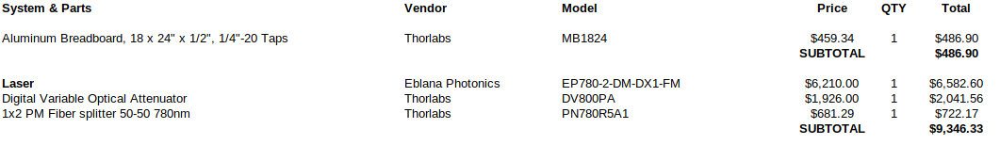 System & Parts Vendor Model Price QTY Total
Aluminum Breadboard, 18 x 24" x 1/2", 1/4"-20 Taps Thorlabs MB1824 $459.34 1 $486.90
SUBTOTAL $486.90
Laser Eblana Photonics EP780-2-DM-DX1-FM $6,210.00 1 $6,582.60
Digital Variable Optical Attenuator Thorlabs DV800PA $1,926.00 1 $2,041.56
1x2 PM Fiber splitter 50-50 780nm Thorlabs PN780R5A1 $681.29 1 $722.17
SUBTOTAL $9,346.33